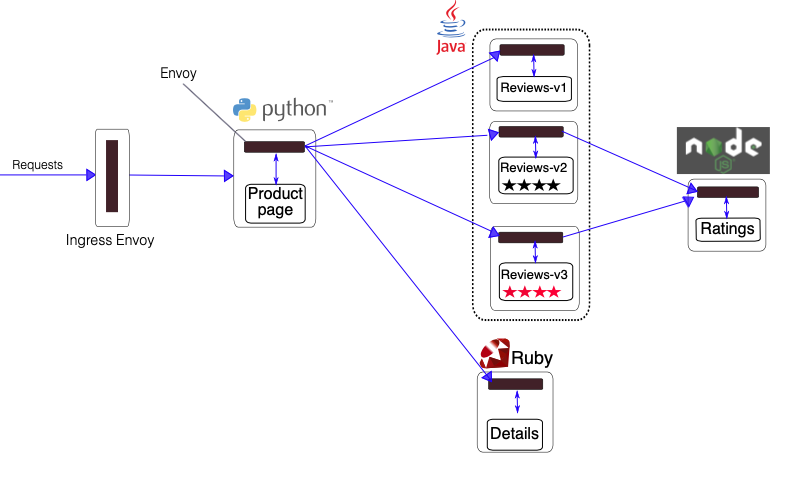 Java
Envoy
python™
Reviews-v1
node
JS
Requests
Reviews-v2
Product
page
Ratings
Ingress Envoy
Reviews-v3
Ruby
Details